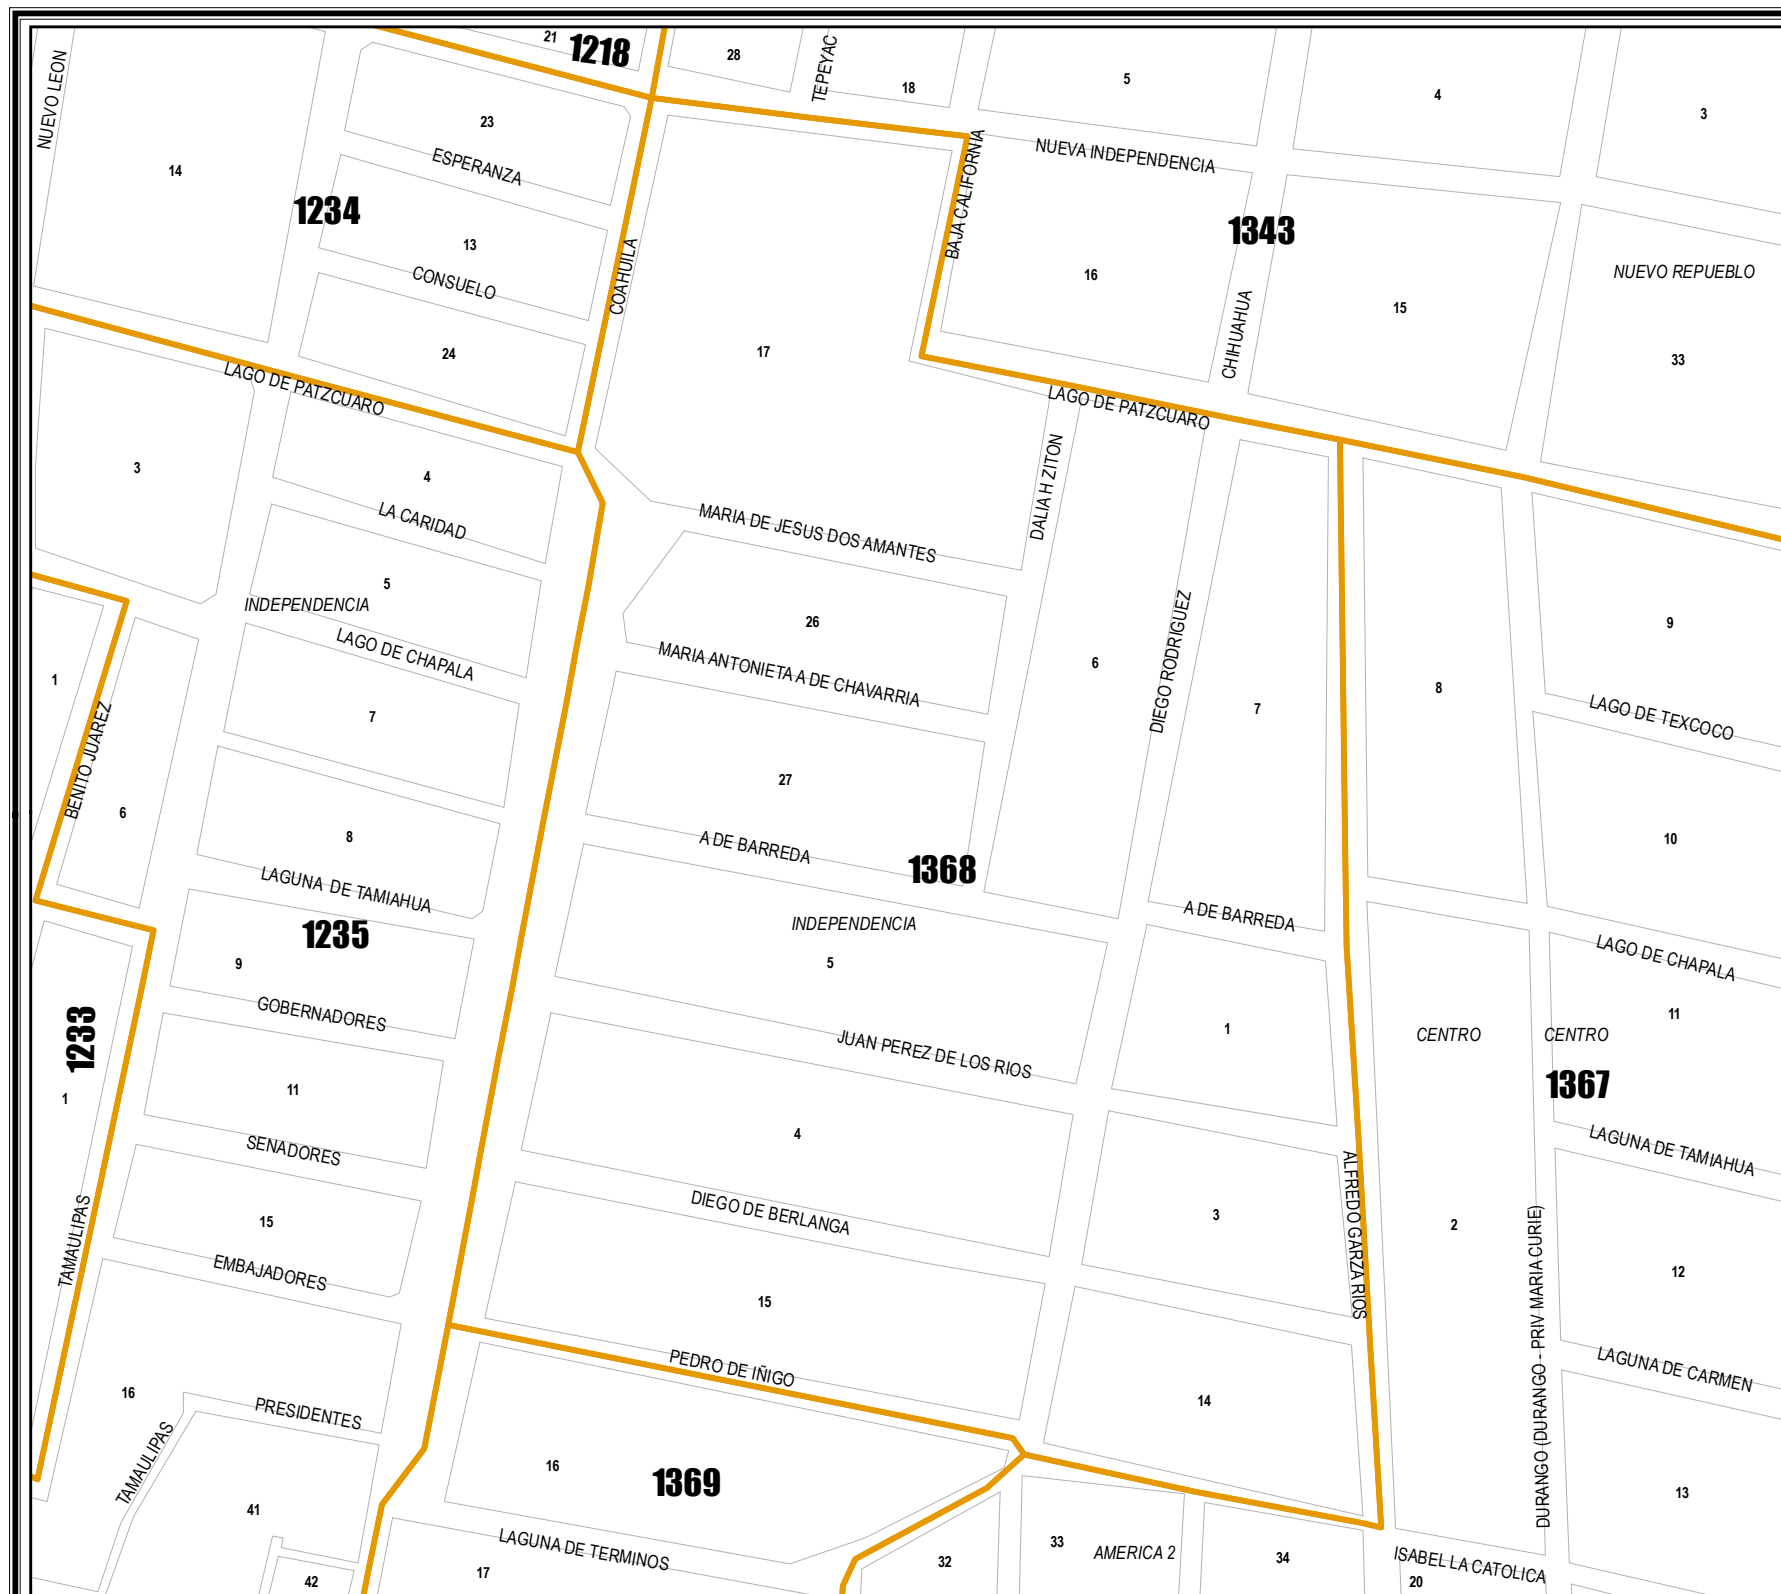 21
1218
28
TEPEYAC
18
5
4
3
NUEVO LEON
23
ESPERANZA
14
1234
13
CONSUELO
COAHUILA
24
LAGO DE PATZCUARO
BAJA CALIFORNIA
NUEVA INDEPENDENCIA
1343
16
CHIHUAHUA
15
NUEVO REPUEBLO
33
17
LAGO DE PATZCUARO
DALIA H ZITON
3
4
LA CARIDAD
5
INDEPENDENCIA
LAGO DE CHAPALA
MARIA DE JESUS DOS AMANTES
26
MARIA ANTONIETA A DE CHAVARRIA
6
DIEGO RODRIGUEZ
7
8
9
LAGO DE TEXCOCO
1
BENITO JUAREZ
6
7
8
LAGUNA DE TAMIAHUA
27
A DE BARREDA
1368
INDEPENDENCIA
5
A DE BARREDA
10
LAGO DE CHAPALA
1235
9
GOBERNADORES
1233
1
11
SENADORES
JUAN PEREZ DE LOS RIOS
1
CENTRO
CENTRO
11
1367
LAGUNA DE TAMIAHUA
4
DIEGO DE BERLANGA
3
ALFREDO GARZA RIOS
2
DURANGO (DURANGO - PRIV MARIA CURIE)
12
LAGUNA DE CARMEN
TAMAULIPAS
15
EMBAJADORES
15
PEDRO DE IÑIGO
14
16
PRESIDENTES
TAMAULIPAS
41
42
16
1369
LAGUNA DE TERMINOS
17
32
33
AMERICA 2
34
ISABEL LA CATOLICA
20
13